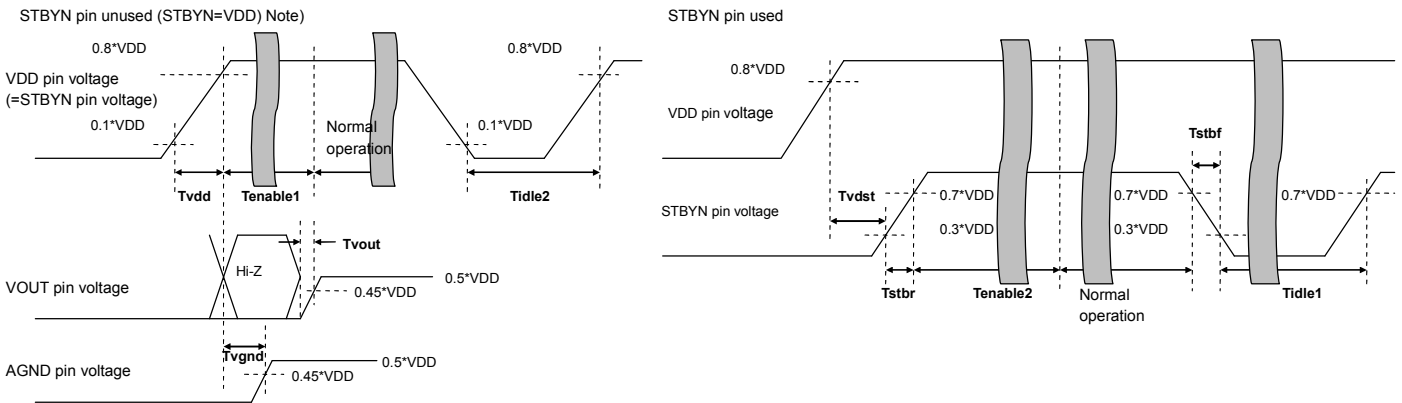 STBYN pin unused (STBYN=VDD) Note)
0.8*VDD
0.8*VDD
VDD pin voltage
(=STBYN pin voltage)
0.1*VDD
Normal
operation
0.1*VDD
Tvdd
Tenable1
Tidle2
Tvout
Hi-Z
VOUT pin voltage
0.5*VDD
0.45*VDD
Tvgnd
AGND pin voltage
0.5*VDD
0.45*VDD
STBYN pin used
0.8*VDD
VDD pin voltage
Tstbf
Tvdst
0.7*VDD
0.7*VDD
0.7*VDD
STBYN pin voltage
0.3*VDD
0.3*VDD
Tstbr
Tenable2
Normal
operation
Tidle1